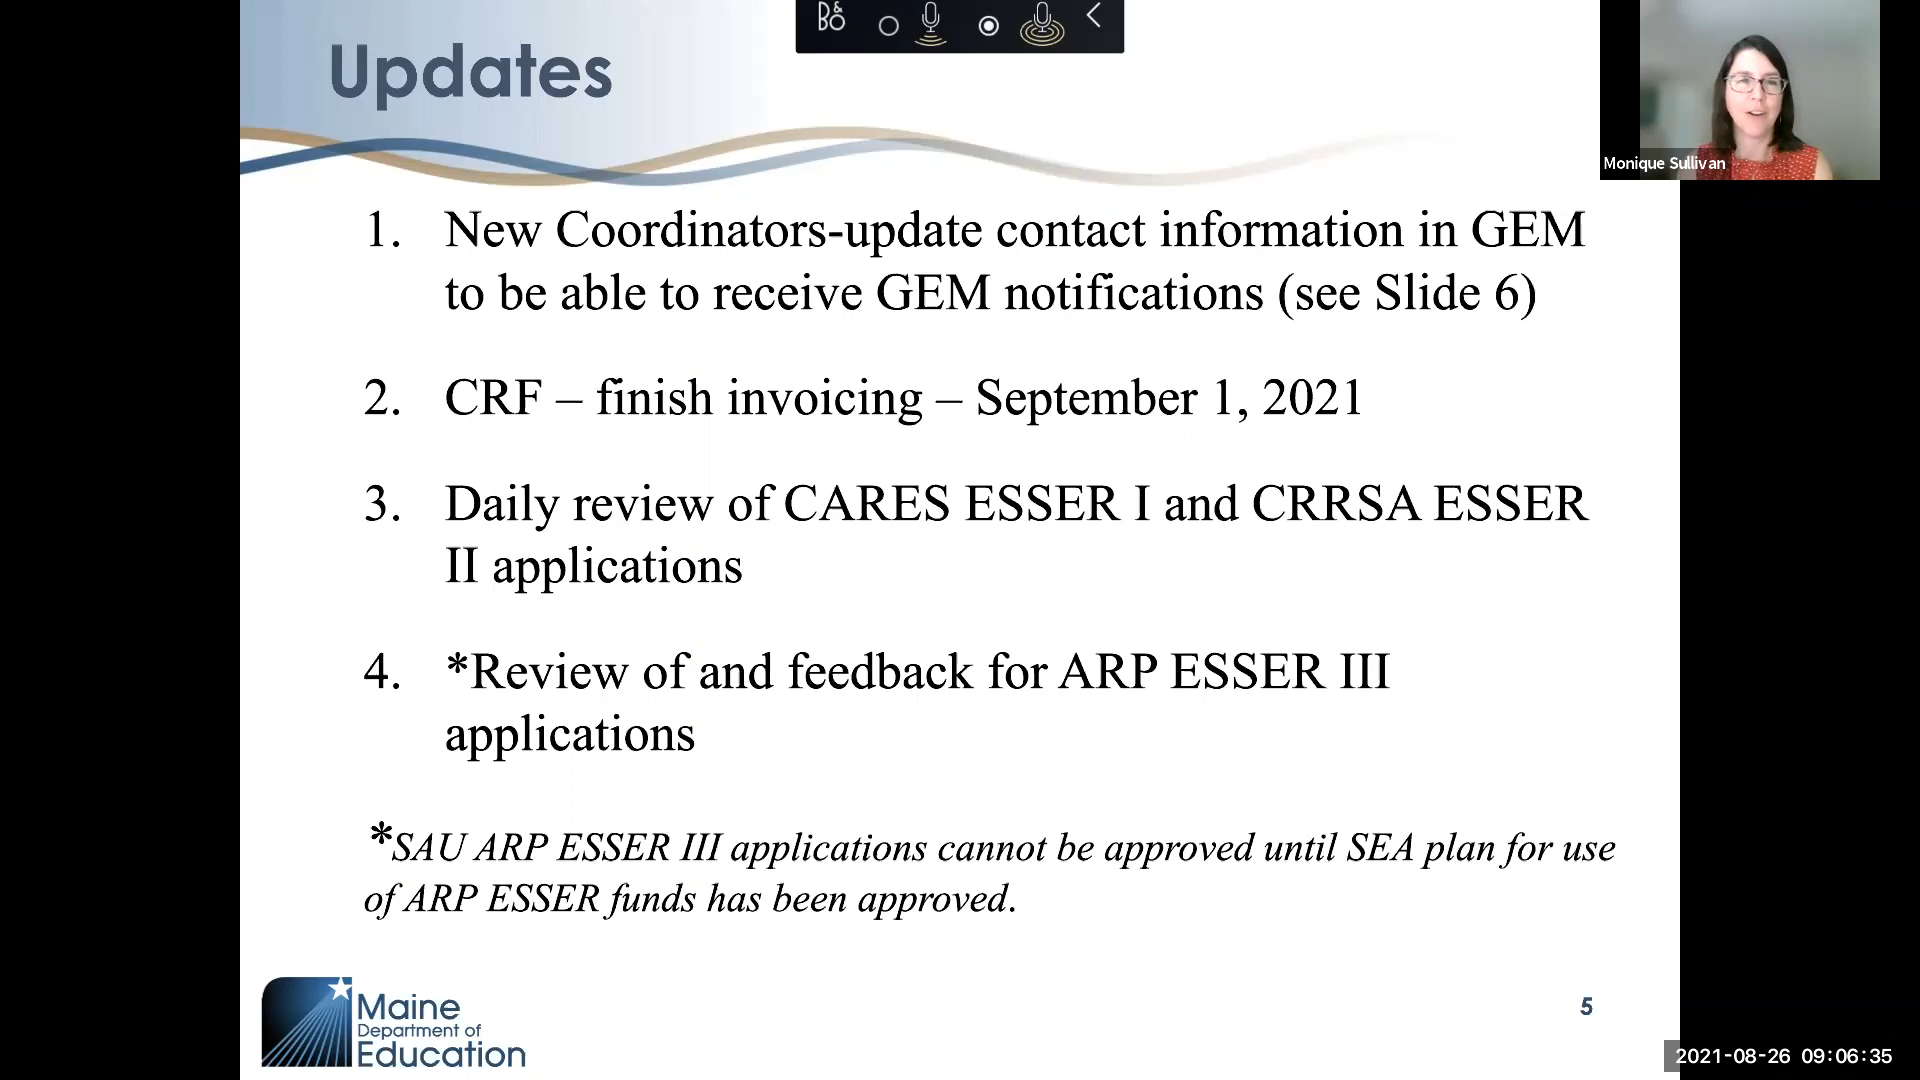 Updates
B&O
Monique Sullivan
1. New Coordinators-update contact information in GEM
to be able to receive GEM notifications (see Slide 6)
2. CRF – finish invoicing – September 1, 2021
3. Daily review of CARES ESSER I and CRRSA ESSER
II applications
4. *Review of and feedback for ARP ESSER III
applications
*SAU ARP ESSER III applications cannot be approved until SEA plan for use
of ARP ESSER funds has been approved.
Maine
Department of
Education
5
2021-08-26 09:06:35